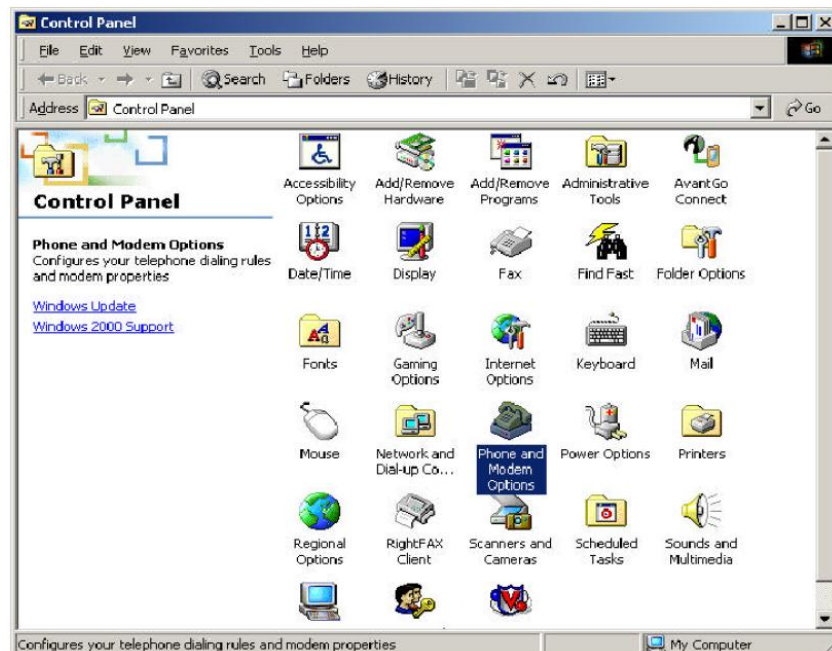 Control Panel
File Edit View Favorites Tools Help
Back Search Folders History
Address Control Panel Go
Control Panel
Phone and Modem Options
Configures your telephone dialing rules
and modem properties
Windows Update
Windows 2000 Support
Accessibility Options
Add/Remove Hardware
Add/Remove Programs
Administrative Tools
AvantGo Connect
Date/Time
Display
Fax
Find Fast
Folder Options
Fonts
Gaming Options
Internet Options
Keyboard
Mail
Mouse
Network and Dial-up Co...
Phone and Modem Options
Power Options
Printers
Regional Options
RightFAX Client
Scanners and Cameras
Scheduled Tasks
Sounds and Multimedia
Configures your telephone dialing rules and modem properties
My Computer